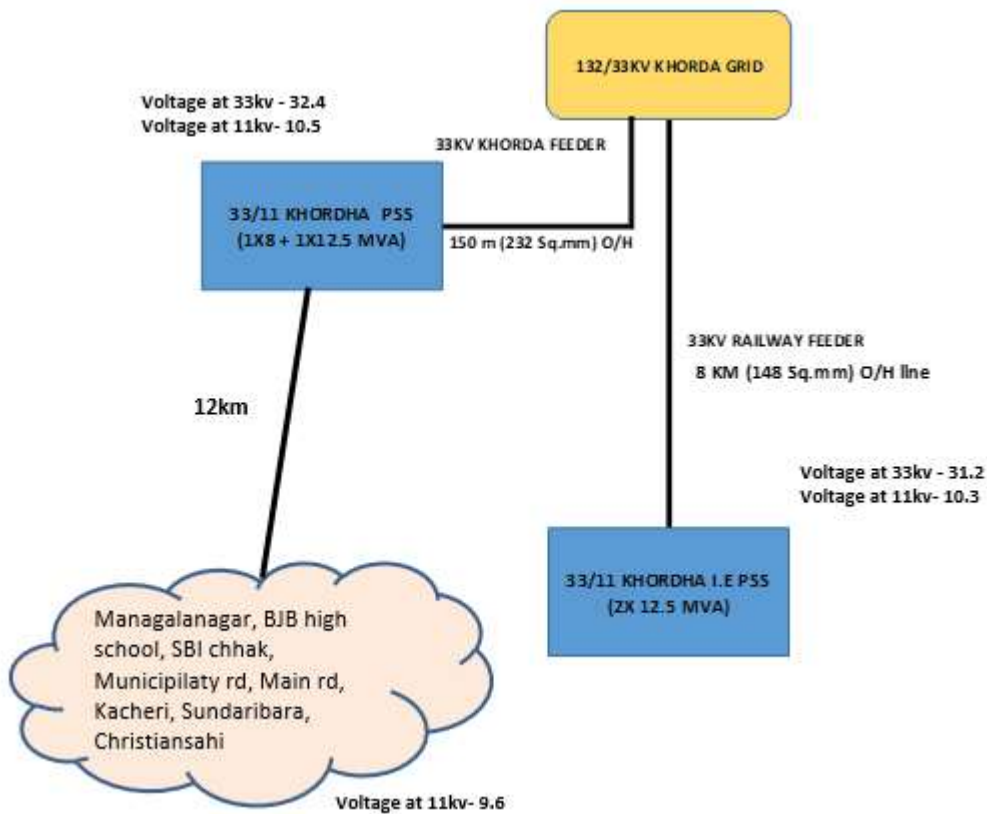 132/33KV KHORDA GRID
Voltage at 33kv - 32.4
Voltage at 11kv- 10.5
33KV KHORDA FEEDER
33/11 KHORDHA PSS
(1X8 + 1X12.5 MVA)
150 m (232 Sq.mm) O/H
33KV RAILWAY FEEDER
8 KM (148 Sq.mm) O/H line
12km
Voltage at 33kv - 31.2
Voltage at 11kv- 10.3
33/11 KHORDHA I.E PSS
(2X 12.5 MVA)
Managalanagar, BJB high
school, SBI chhak,
Municipilaty rd, Main rd,
Kacheri, Sundaribara,
Christiansahi
Voltage at 11kv- 9.6